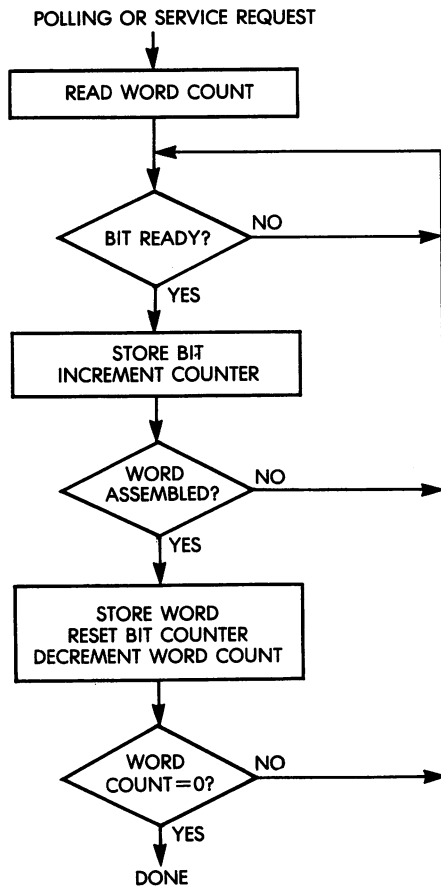 POLLING OR SERVICE REQUEST
READ WORD COUNT
BIT READY?
NO
YES
STORE BIT
INCREMENT COUNTER
WORD
ASSEMBLED?
NO
YES
STORE WORD
RESET BIT COUNTER
DECREMENT WORD COUNT
WORD
COUNT=0?
NO
YES
DONE